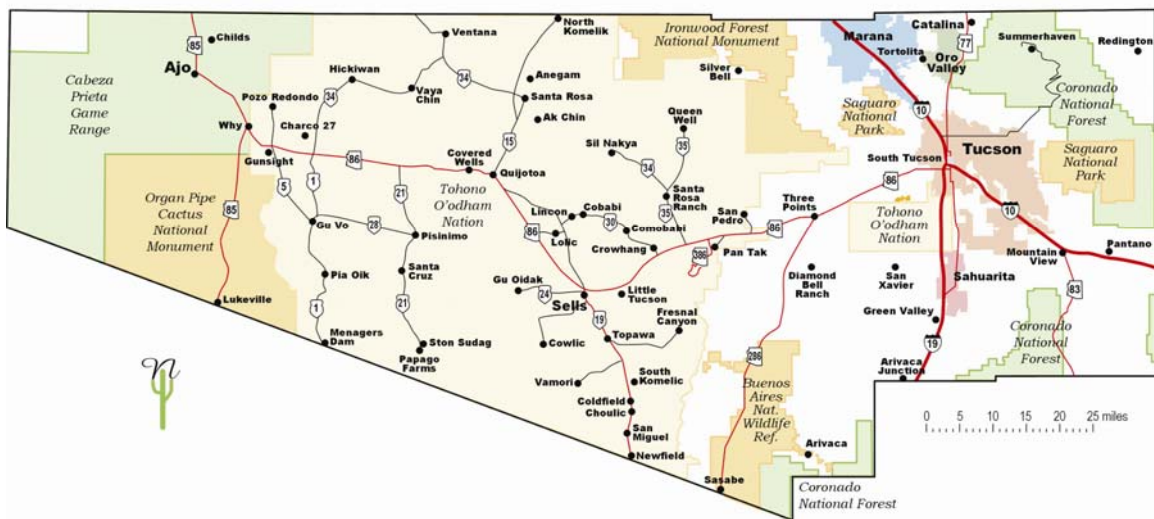 Childs
85
Ajo
Cabeza
Prieta
Game
Range
Pozo Redondo
Why
Charco 27
Gunsight
Hickiwan
34
Ventana
34
Vaya
Chin
North
Komelik
Anegam
Santa Rosa
Ak Chin
15
Ironwood Forest
National Monument
Silver
Bell
Queen
Well
35
Sil Nakya
34
Santa
Rosa
Ranch
35
Marana
Tortolita
Oro
Valley
Catalina
77
Summerhaven
Redington
Coronado
National
Forest
Saguaro
National
Park
10
Tucson
South Tucson
Saguaro
National
Park
86
Covered
Wells
Quijotoa
Tohono
O'odham
Nation
Organ Pipe
Cactus
National
Monument
85
Lukeville
5
1
21
Gu Vo
28
Pisinimo
Pia Oik
Santa
Cruz
1
21
Menagers
Dam
Ston Sudag
Papago
Farms
Lincon
Cobabi
86
Lolic
30
Comobabi
Crowhang
San
Pedro
86
Three
Points
86
386
Pan Tak
Tohono
O'odham
Nation
10
Mountain
View
Pantano
Gu Oidak
24
Sells
Little
Tucson
Fresnal
Canyon
19
Topawa
Cowlic
Vamori
South
Komelic
Coldfield
Choulic
San
Miguel
Newfield
Diamond
Bell
Ranch
San
Xavier
Sahuarita
83
Green Valley
19
Coronado
National
Forest
Arivaca
Junction
286
Buenos
Aires
Nat.
Wildlife
Ref.
Arivaca
Sasabe
Coronado
National Forest
N
0 5 10 15 20 25 miles